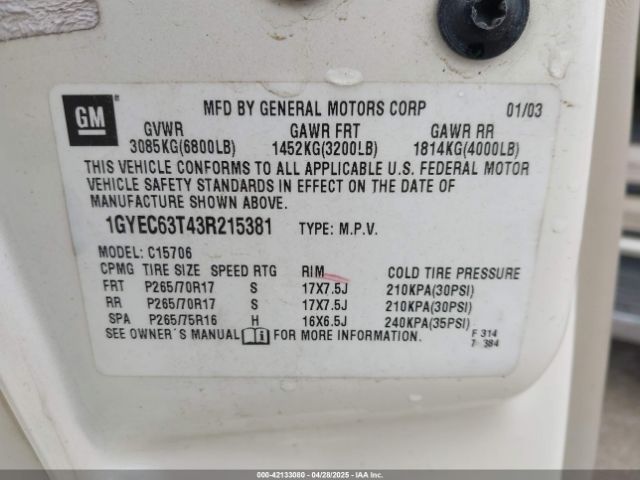 GM
MFD BY GENERAL MOTORS CORP 01/03
GVWR GAWR FRT GAWR RR
3085KG(6800LB) 1452KG(3200LB) 1814KG(4000LB)
THIS VEHICLE CONFORMS TO ALL APPLICABLE U.S. FEDERAL MOTOR
VEHICLE SAFETY STANDARDS IN EFFECT ON THE DATE OF
MANUFACTURE SHOWN ABOVE.
1GYEC63T43R215381 TYPE: M.P.V.
MODEL: C15706
CPMG TIRE SIZE SPEED RTG RIM COLD TIRE PRESSURE
FRT P265/70R17 S 17X7.5J 210KPA(30PSI)
RR P265/70R17 S 17X7.5J 210KPA(30PSI)
SPA P265/75R16 H 16X6.5J 240KPA(35PSI)
SEE OWNER'S MANUAL FOR MORE INFORMATION.
F 314
384
000-42133080 - 04/28/2025 - IAAI.COM